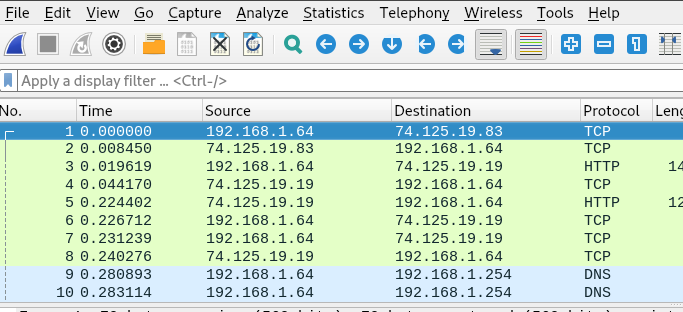 File Edit View Go Capture Analyze Statistics Telephony Wireless Tools Help
Apply a display filter … <Ctrl-/>
No. Time Source Destination Protocol
1 0.000000 192.168.1.64 74.125.19.83 TCP
2 0.008450 74.125.19.83 192.168.1.64 TCP
3 0.019619 192.168.1.64 74.125.19.19 HTTP 14
4 0.044170 74.125.19.19 192.168.1.64 TCP
5 0.224402 74.125.19.19 192.168.1.64 HTTP 12
6 0.226712 192.168.1.64 74.125.19.19 TCP
7 0.231239 192.168.1.64 74.125.19.19 TCP
8 0.240276 74.125.19.19 192.168.1.64 TCP
9 0.280893 192.168.1.64 192.168.1.254 DNS
10 0.283114 192.168.1.64 192.168.1.254 DNS